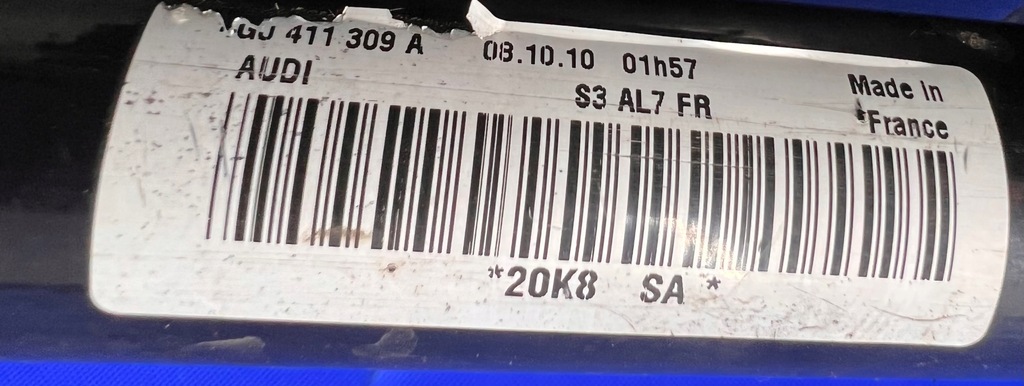 411 309 A 08.10.10 01h57
AUDI S3 AL7 FR Made in
*France
*20K8 SA *